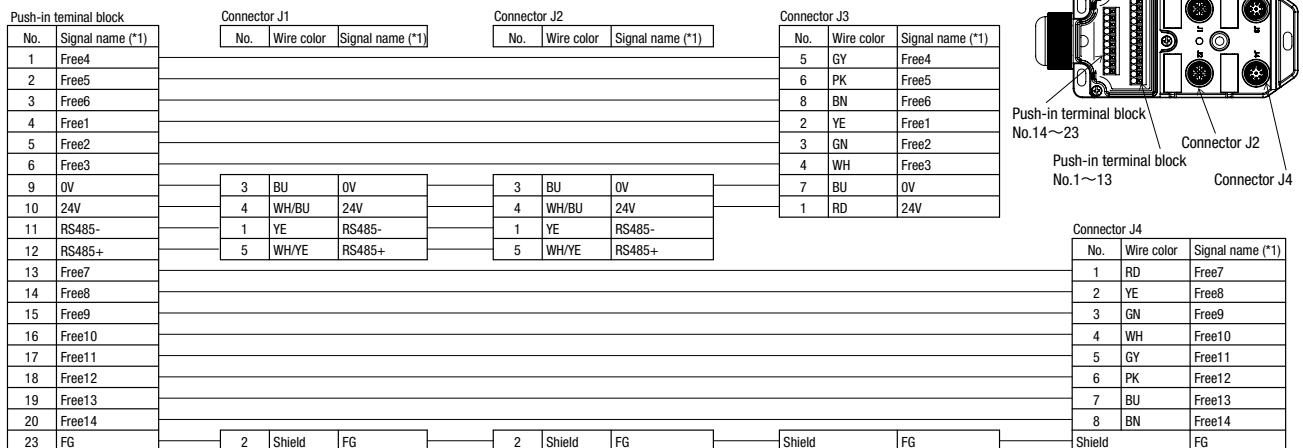 Push-in teminal block Connector J1 Connector J2 Connector J3
No. Signal name (*1) No. Wire color Signal name (*1) No. Wire color Signal name (*1) No. Wire color Signal name (*1)
1 Free4 5 GY Free4
2 Free5 6 PK Free5
3 Free6 8 BN Free6
4 Free1 2 YE Free1
5 Free2 3 GN Free2
6 Free3 4 WH Free3
9 0V 3 BU 0V 3 BU 0V 7 BU 0V
10 24V 4 WH/BU 24V 4 WH/BU 24V 1 RD 24V
11 RS485- 1 YE RS485- 1 YE RS485-
12 RS485+ 5 WH/YE RS485+ 5 WH/YE RS485+
Connector J4
No. Wire color Signal name (*1)
13 Free7 1 RD Free7
14 Free8 2 YE Free8
15 Free9 3 GN Free9
16 Free10 4 WH Free10
17 Free11 5 GY Free11
18 Free12 6 PK Free12
19 Free13 7 BU Free13
20 Free14 8 BN Free14
23 FG 2 Shield FG 2 Shield FG Shield FG Shield FG
Push-in terminal block
No.14～23
Connector J2
Push-in terminal block
No.1～13
Connector J4